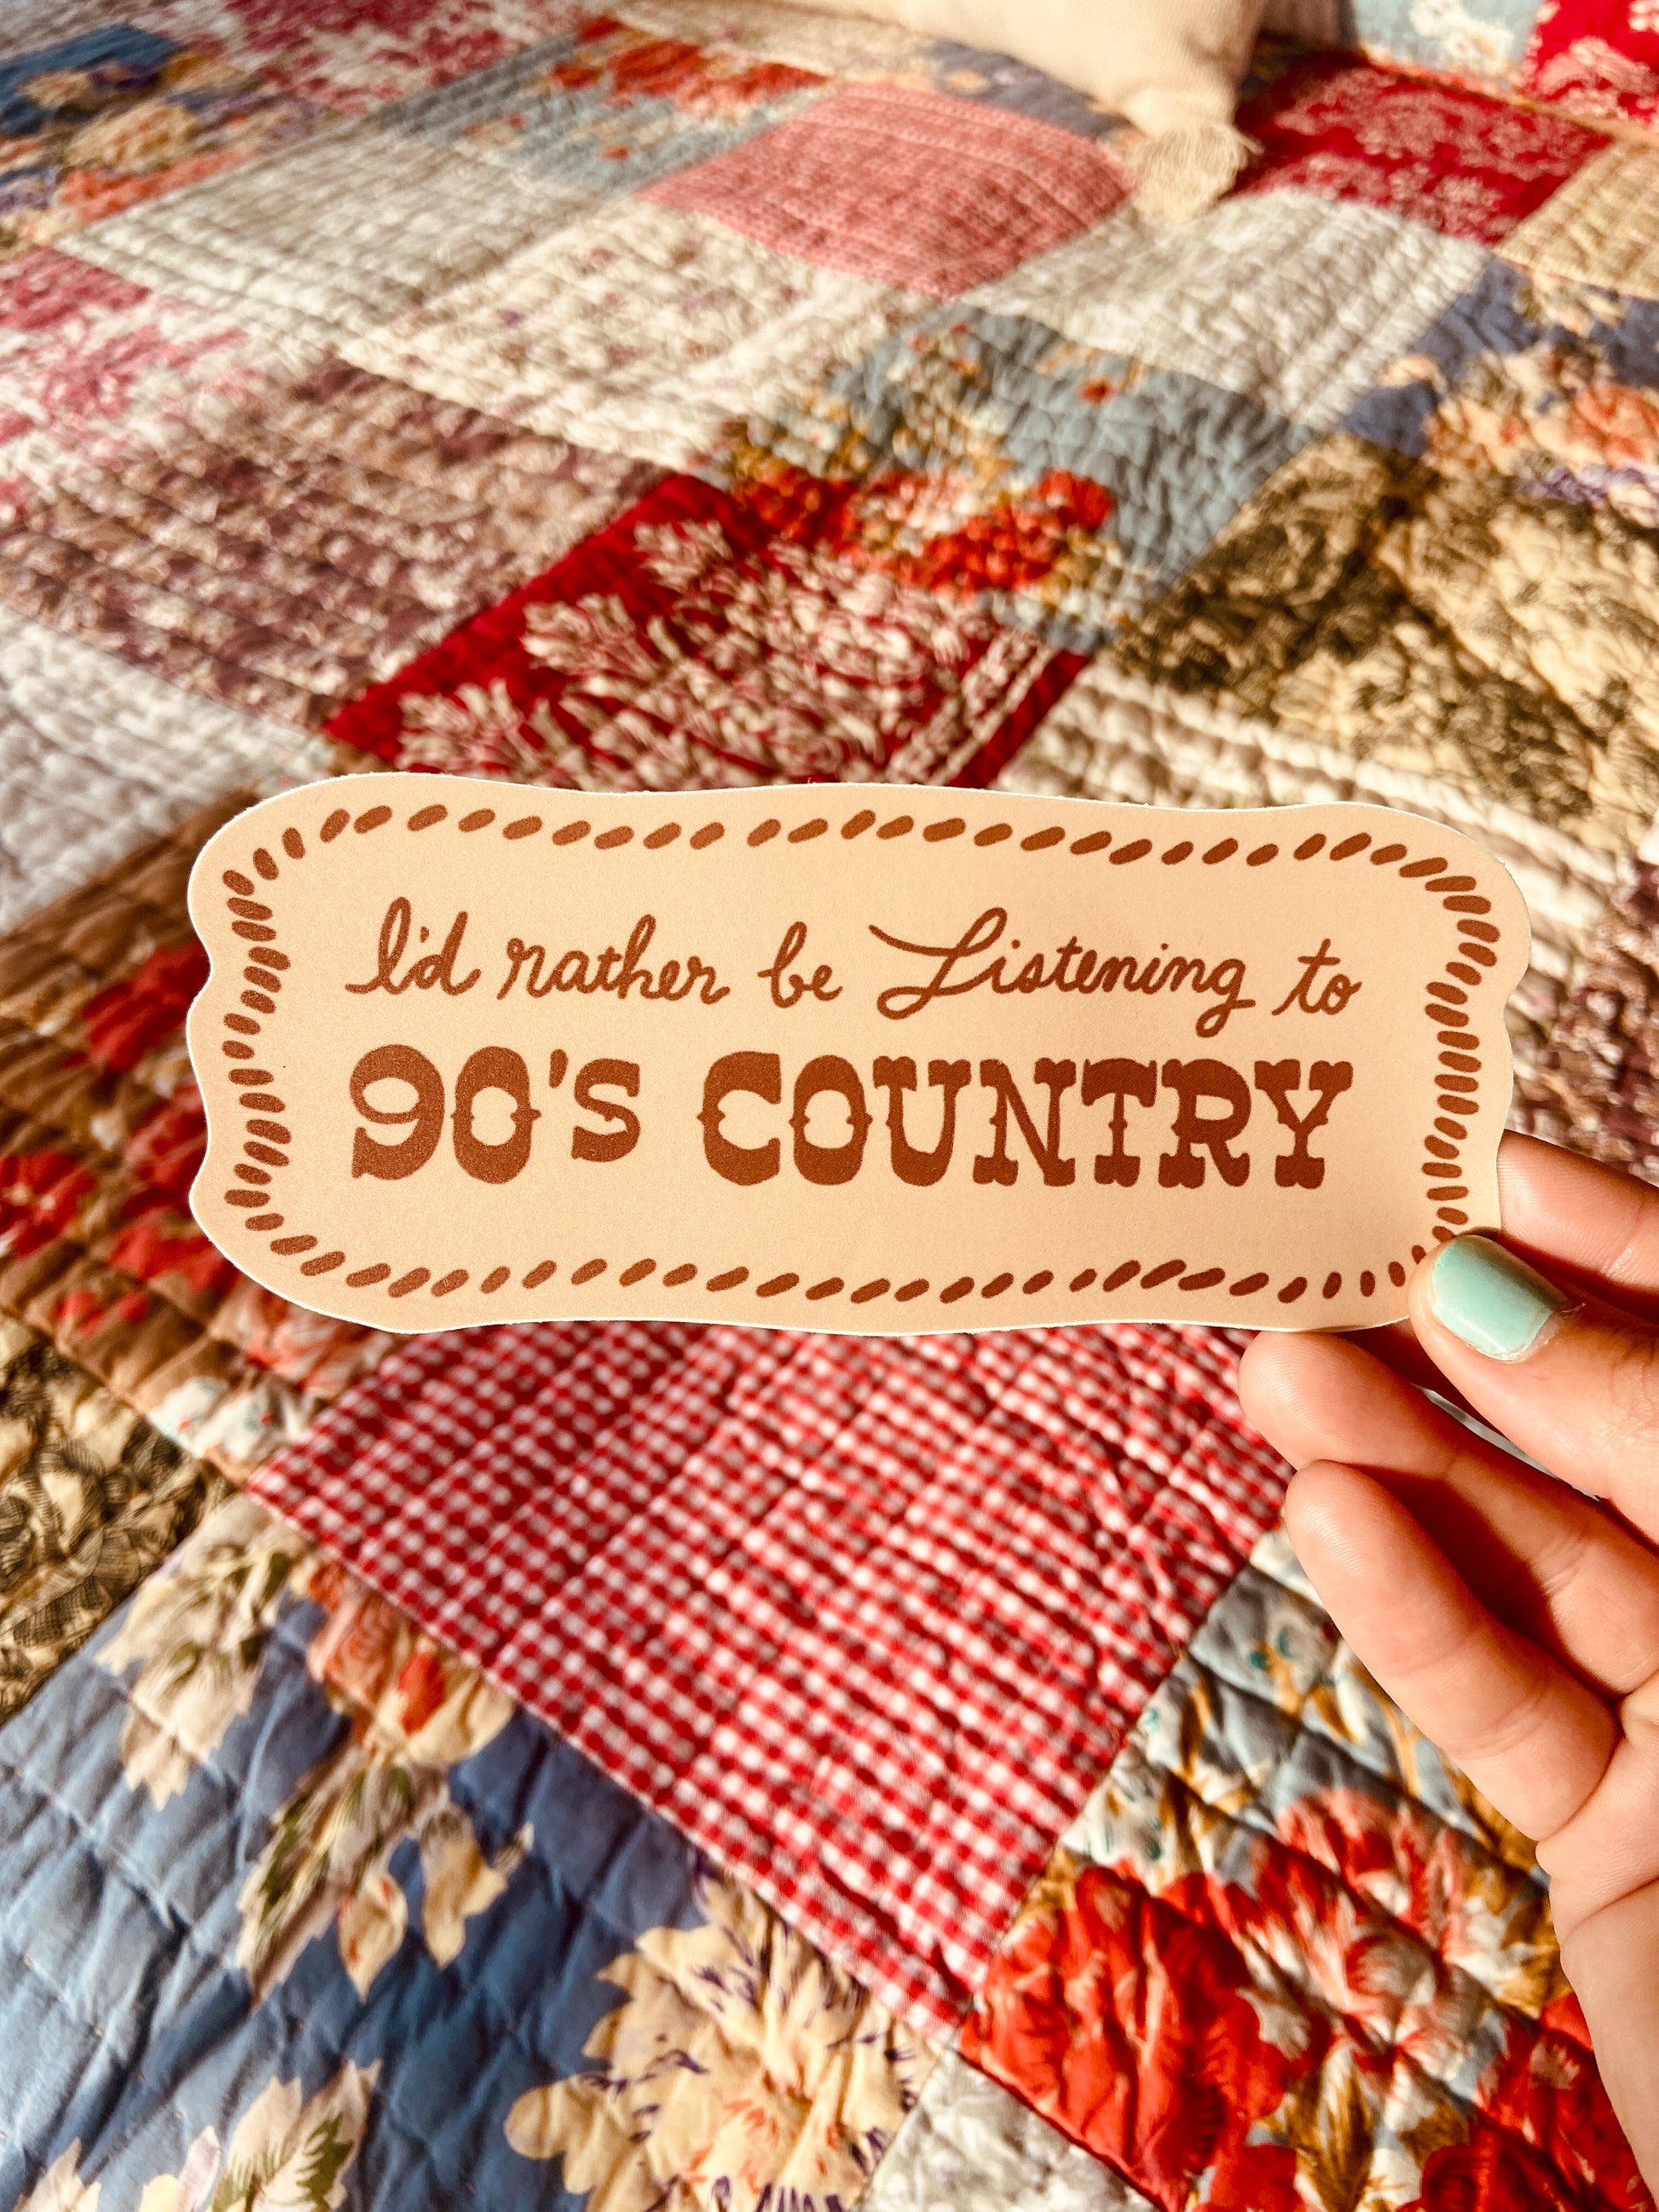 I'd rather be Listening to
90's COUNTRY